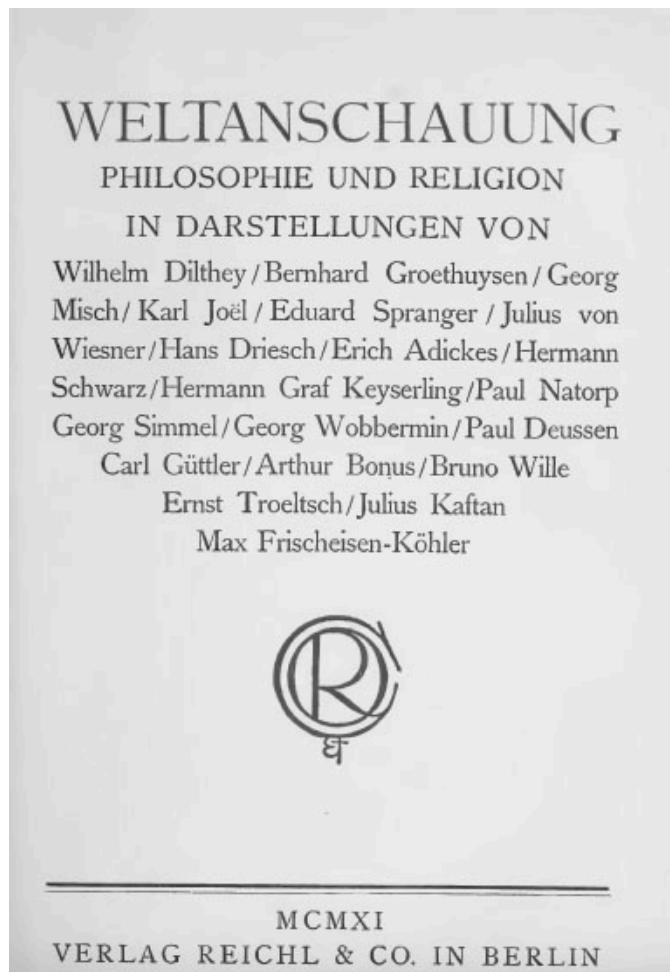 WELTANSCHAUUNG
PHILOSOPHIE UND RELIGION
IN DARSTELLUNGEN VON
Wilhelm Dilthey/Bernhard Groethuysen/Georg
Misch/Karl Joël/Eduard Spranger/Julius von
Wiesner/Hans Driesch/Erich Adickes/Hermann
Schwarz/Hermann Graf Keyserling/Paul Natorp
Georg Simmel/Georg Wobbermin/Paul Deussen
Carl Güttler/Arthur Bonus/Bruno Wille
Ernst Troeltsch/Julius Kaftan
Max Frischeisen-Köhler
R
&
MCMXI
VERLAG REICHL & CO. IN BERLIN